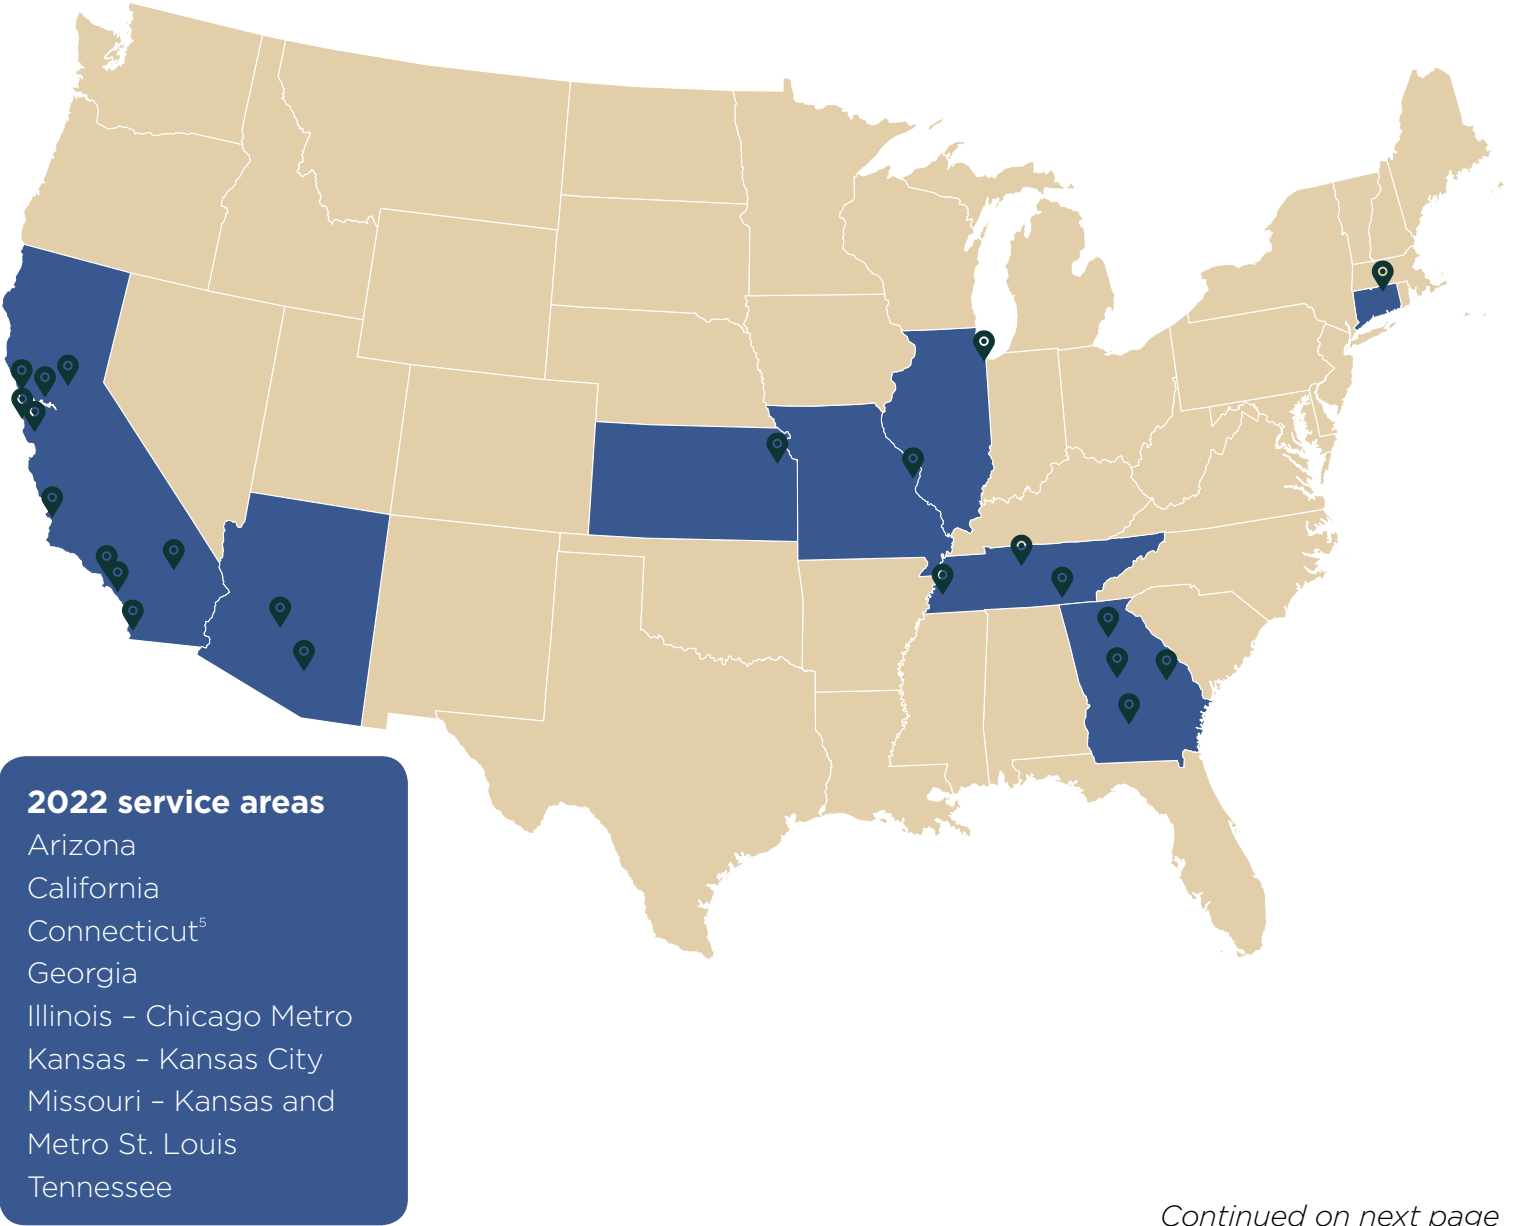 2022 service areas
Arizona
California
Connecticut5
Georgia
Illinois – Chicago Metro
Kansas – Kansas City
Missouri – Kansas and
Metro St. Louis
Tennessee
Continued on next page